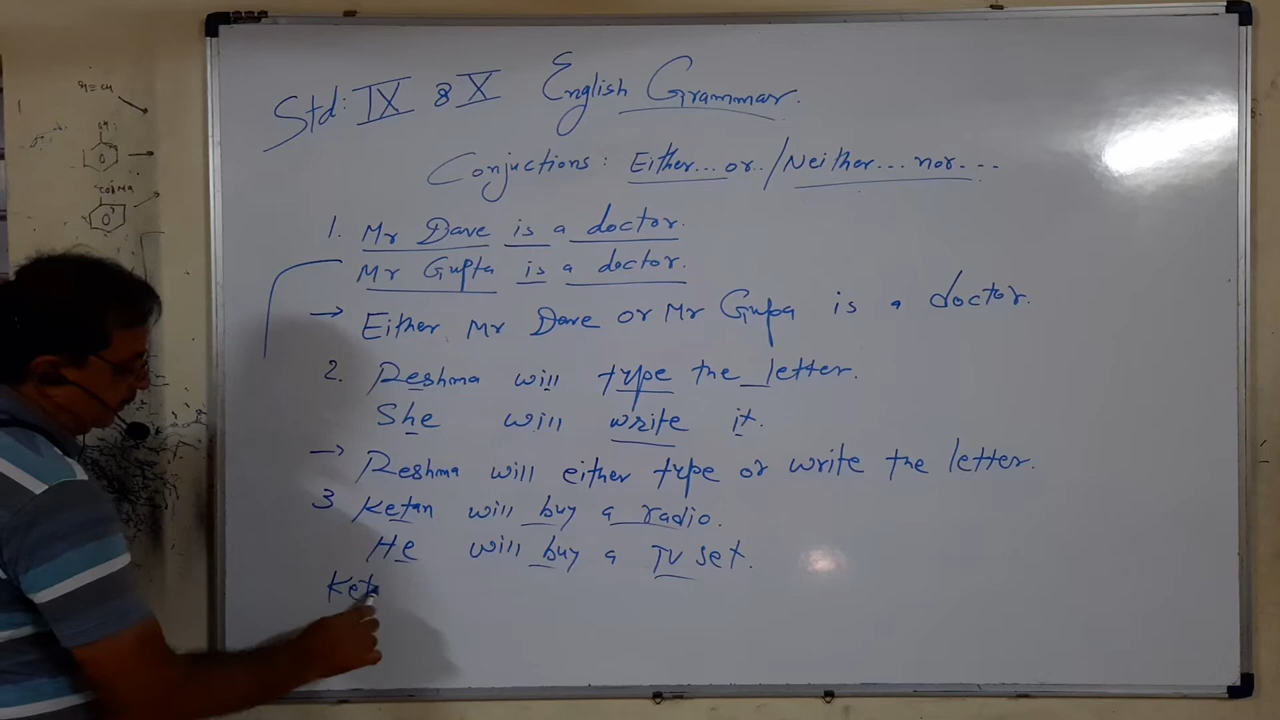 Std: IX & X English Grammar.
Conjuctions: Either...or../Neither...nor...
1. Mr Dave is a doctor.
Mr Gupta is a doctor.
→ Either Mr Dave or Mr Gupa is a doctor.
2. Reshma will type the letter.
She will write it.
→ Reshma will either type or write the letter.
3 Ketan will buy a radio.
He will buy a TV set.
Ket